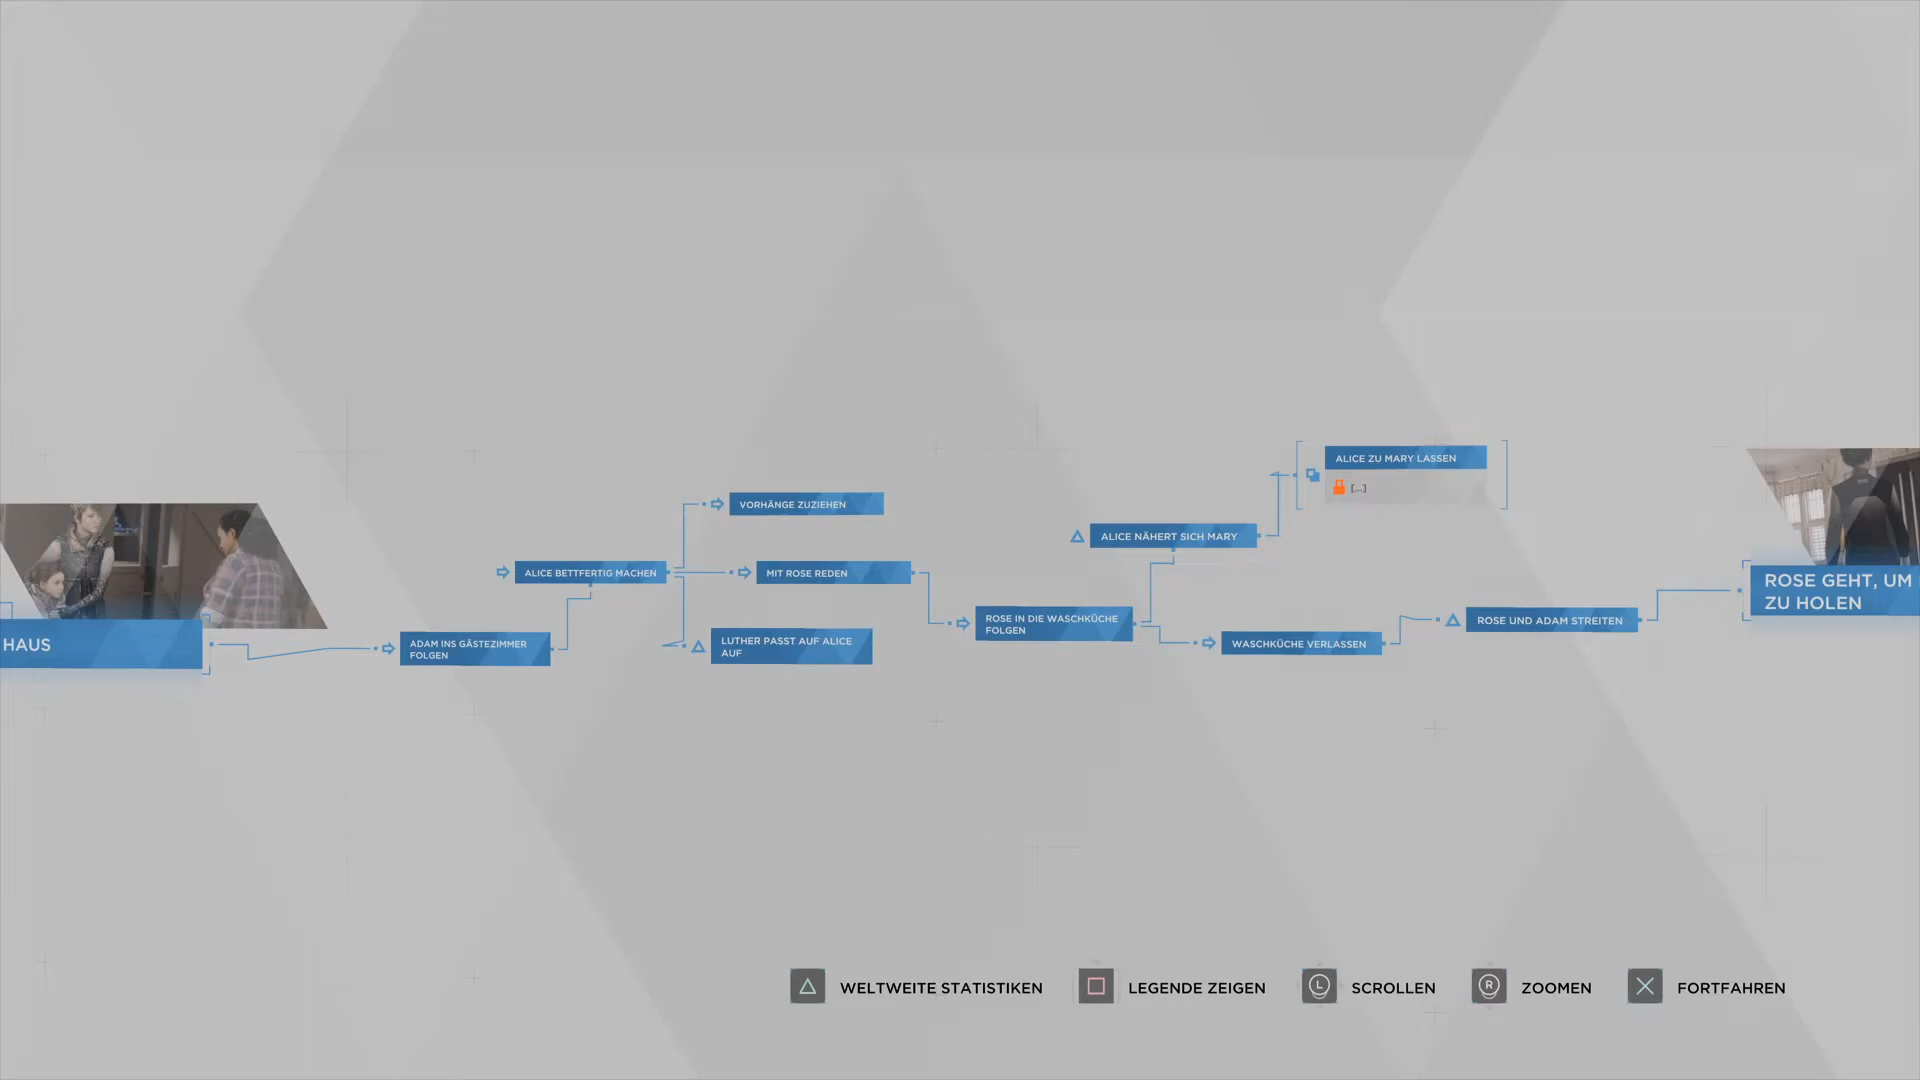 HAUS
ADAM INS GÄSTEZIMMER
FOLGEN
ALICE BETTFERTIG MACHEN
VORHÄNGE ZUZIEHEN
MIT ROSE REDEN
LUTHER PASST AUF ALICE
AUF
ROSE IN DIE WASCHKÜCHE
FOLGEN
ALICE NÄHERT SICH MARY
ALICE ZU MARY LASSEN
[...]
WASCHKÜCHE VERLASSEN
ROSE UND ADAM STREITEN
ROSE GEHT, UM
ZU HOLEN
WELTWEITE STATISTIKEN
LEGENDE ZEIGEN
L SCROLLEN
R ZOOMEN
FORTFAHREN